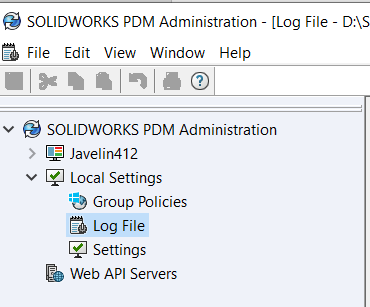 SOLIDWORKS PDM Administration - [Log File - D:\S
File Edit View Window Help
SOLIDWORKS PDM Administration
Javelin412
Local Settings
Group Policies
Log File
Settings
Web API Servers